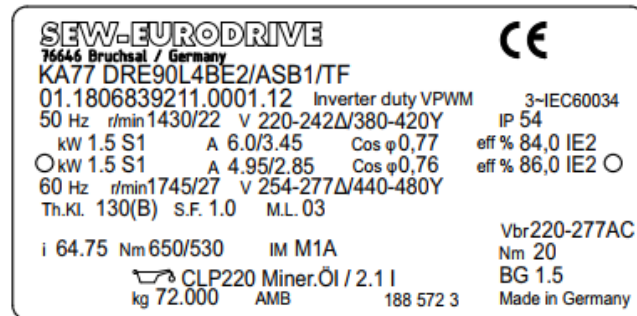 SEW-EURODRIVE
76646 Bruchsal / Germany
CE
KA77 DRE90L4BE2/ASB1/TF
01.1806839211.0001.12 Inverter duty VPWM 3~IEC60034
50 Hz r/min 1430/22 V 220-242Δ/380-420Y IP 54
kW 1.5 S1 A 6.0/3.45 Cos φ 0,77 eff % 84,0 IE2
kW 1.5 S1 A 4.95/2.85 Cos φ 0,76 eff % 86,0 IE2
60 Hz r/min 1745/27 V 254-277Δ/440-480Y
Th.Kl. 130(B) S.F. 1.0 M.L. 03
Vbr 220-277AC
i 64.75 Nm 650/530 IM M1A Nm 20
CLP220 Miner.Öl / 2.1 l BG 1.5
kg 72.000 AMB 188 572 3 Made in Germany